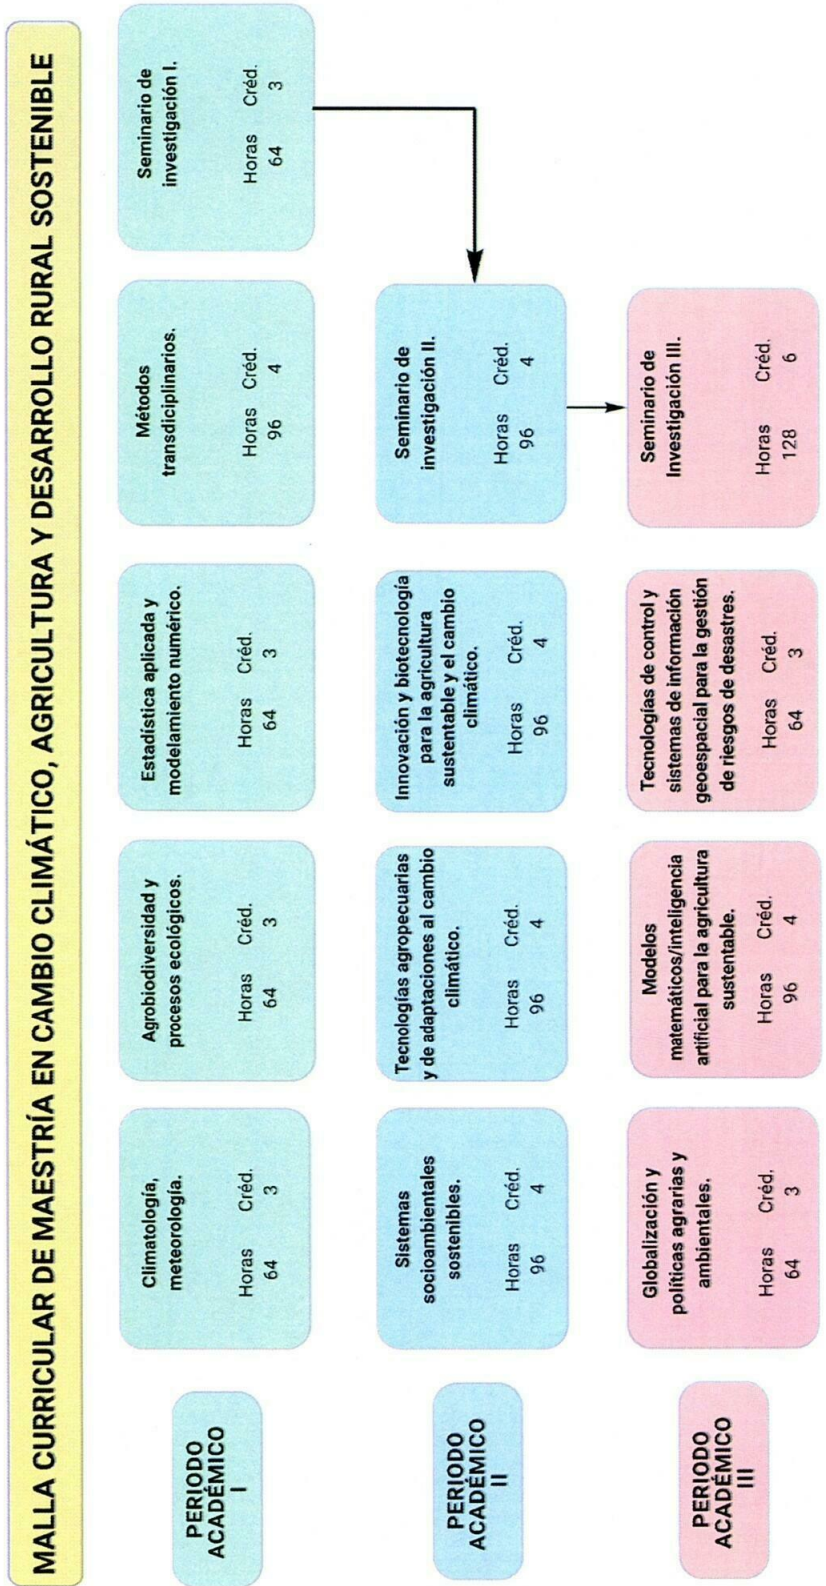 MALLA CURRICULAR DE MAESTRÍA EN CAMBIO CLIMÁTICO, AGRICULTURA Y DESARROLLO RURAL SOSTENIBLE
PERIODO
ACADÉMICO
I
Climatología,
meteorología.
Horas Créd.
64 3
Agrobiodiversidad y
procesos ecológicos.
Horas Créd.
64 3
Estadística aplicada y
modelamiento numérico.
Horas Créd.
64 3
Métodos
transdiciplinarios.
Horas Créd.
96 4
Seminario de
investigación I.
Horas Créd.
64 3
PERIODO
ACADÉMICO
II
Sistemas
socioambientales
sostenibles.
Horas Créd.
96 4
Tecnologías agropecuarias
y de adaptaciones al cambio
climático.
Horas Créd.
96 4
Innovación y biotecnología
para la agricultura
sustentable y el cambio
climático.
Horas Créd.
96 4
Seminario de
investigación II.
Horas Créd.
96 4
PERIODO
ACADÉMICO
III
Globalización y
políticas agrarias y
ambientales.
Horas Créd.
64 3
Modelos
matemáticos/inteligencia
artificial para la agricultura
sustentable.
Horas Créd.
96 4
Tecnologías de control y
sistemas de información
geoespacial para la gestión
de riesgos de desastres.
Horas Créd.
64 3
Seminario de
Investigación III.
Horas Créd.
128 6